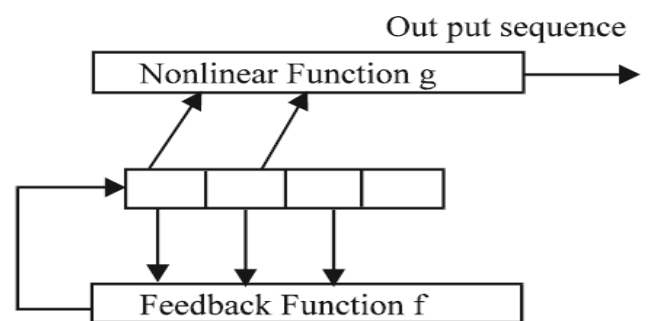 Out put sequence
Nonlinear Function g
Feedback Function f